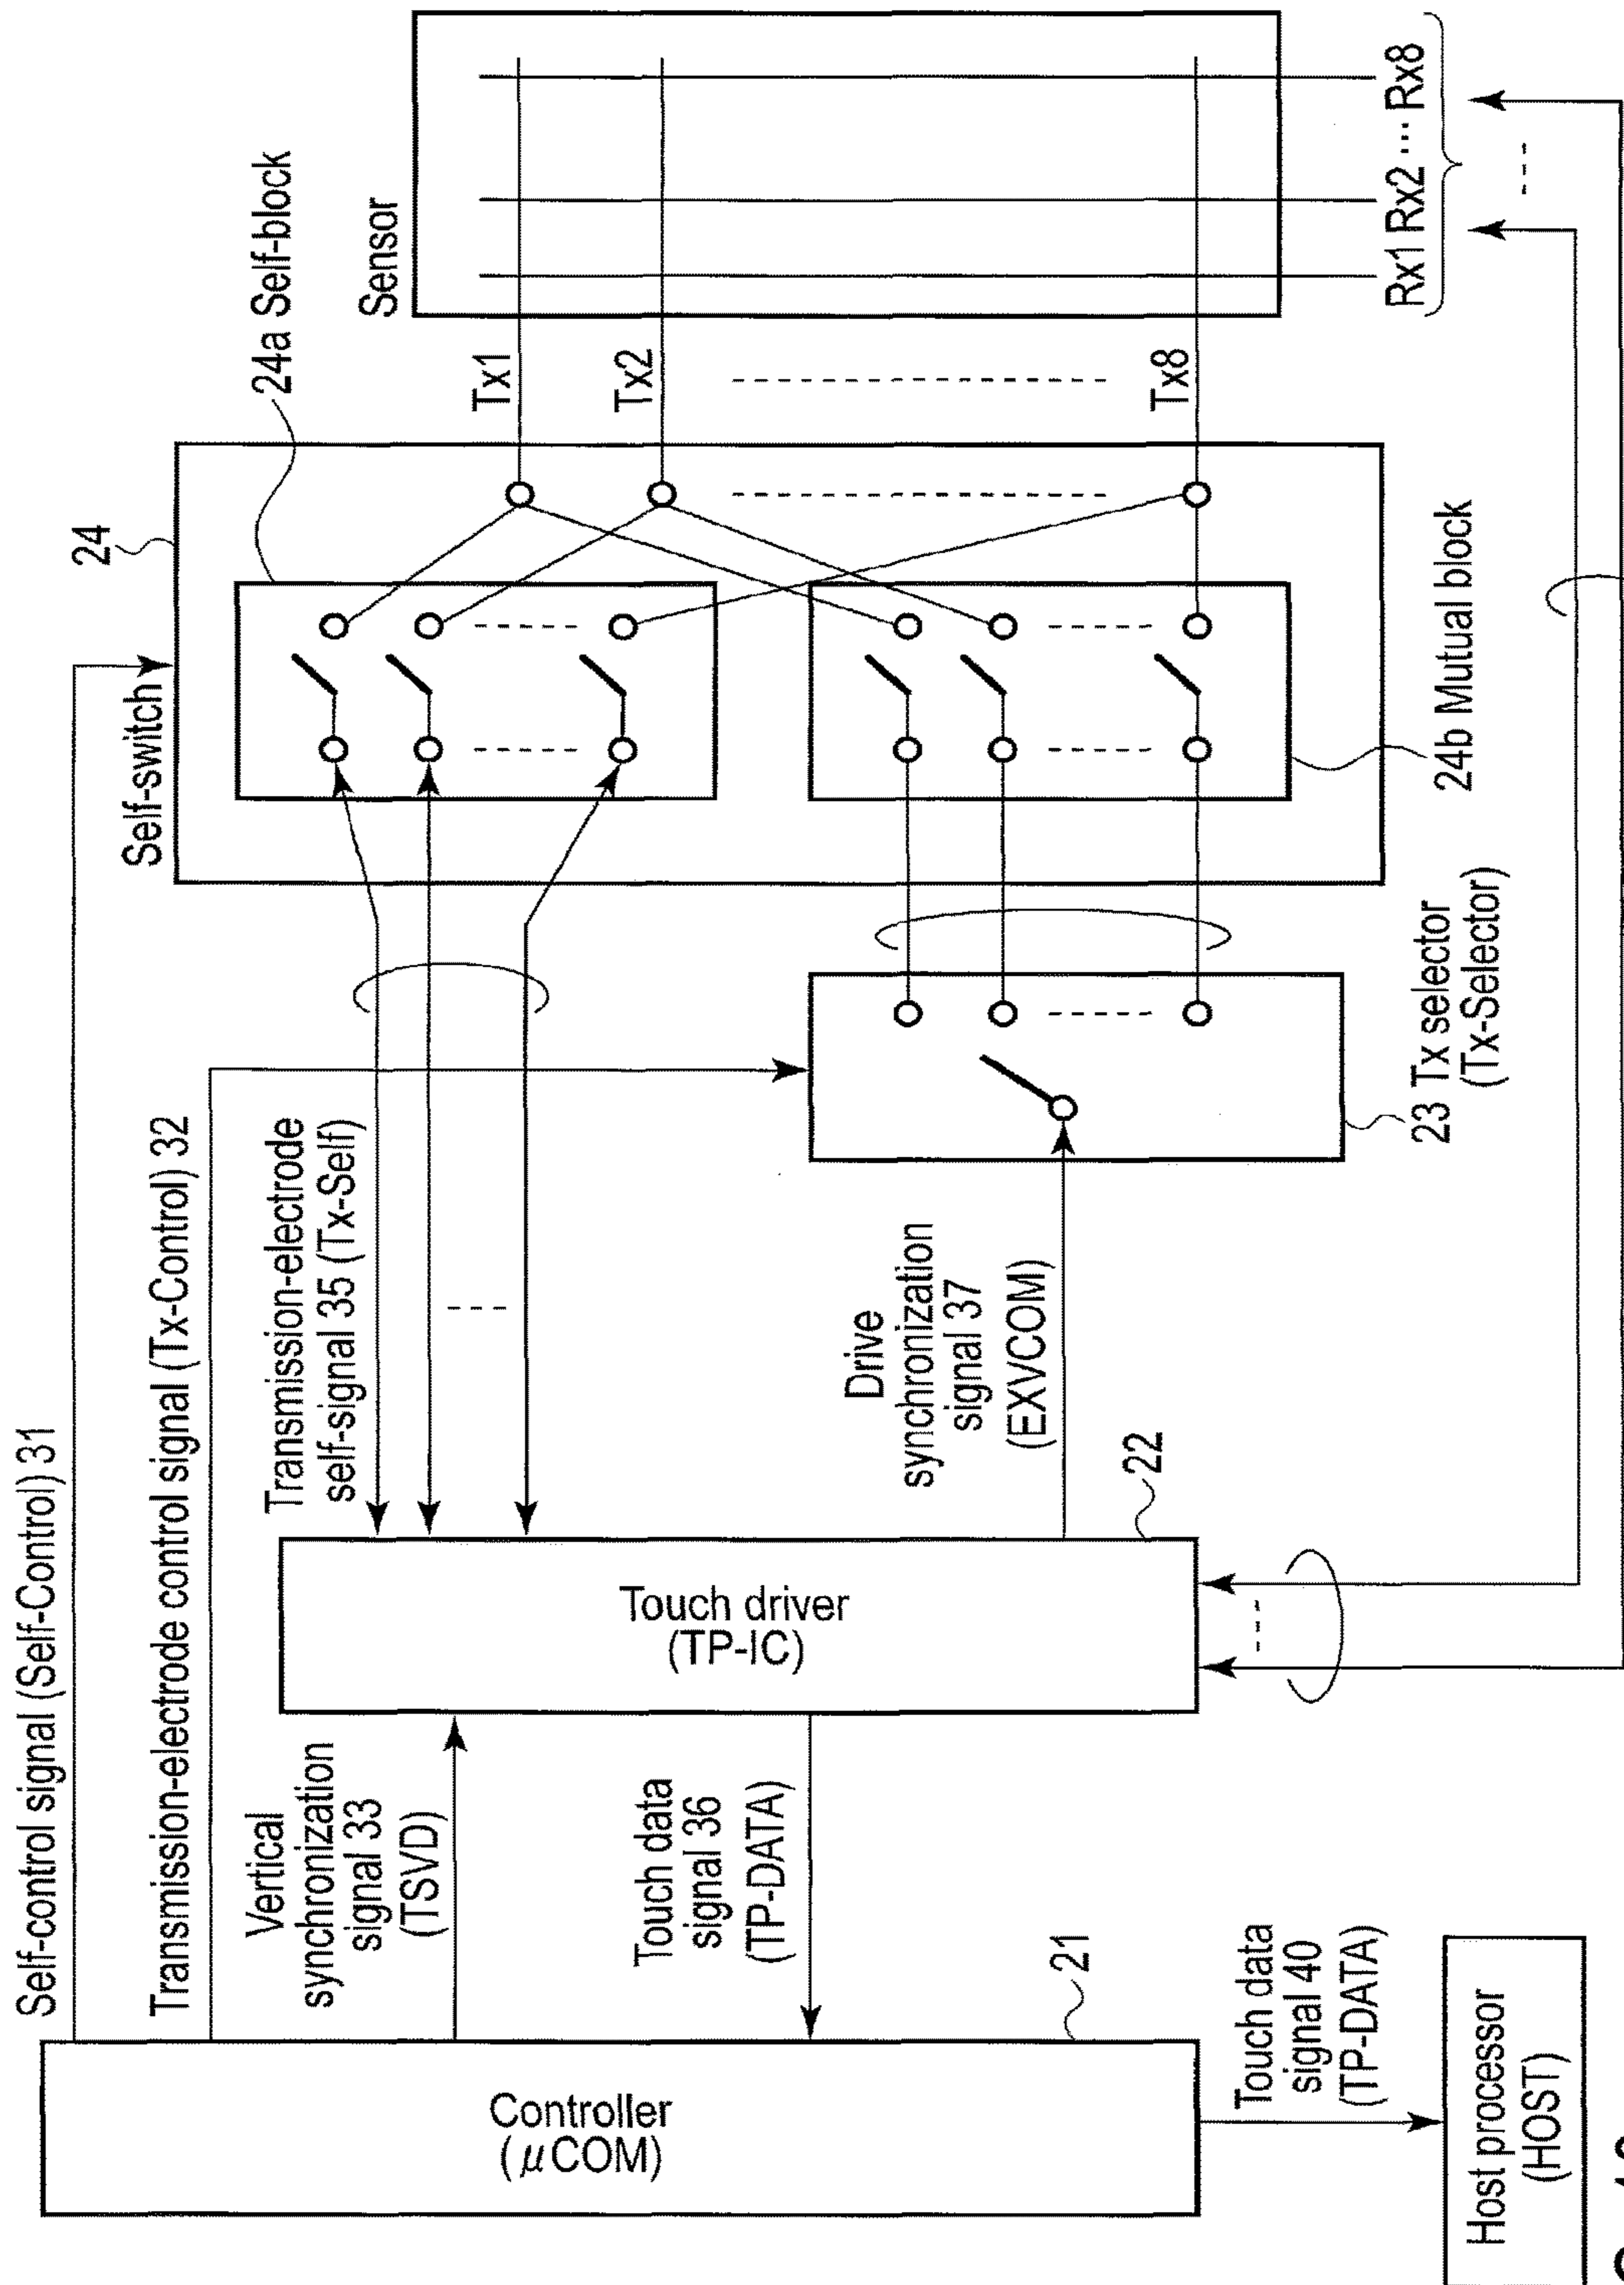 Self-control signal (Self-Control) 31
Transmission-electrode control signal (Tx-Control) 32
Vertical
synchronization
signal 33
(TSVD)
Touch data
signal 36
(TP-DATA)
Controller
(μCOM)
21
Touch data
signal 40
(TP-DATA)
Host processor
(HOST)
Transmission-electrode
self-signal 35 (Tx-Self)
Touch driver
(TP-IC)
22
Drive
synchronization
signal 37
(EXVCOM)
23 Tx selector
(Tx-Selector)
Self-switch
24
24a Self-block
24b Mutual block
Sensor
Tx1
Tx2
Tx8
Rx1 Rx2 ... Rx8